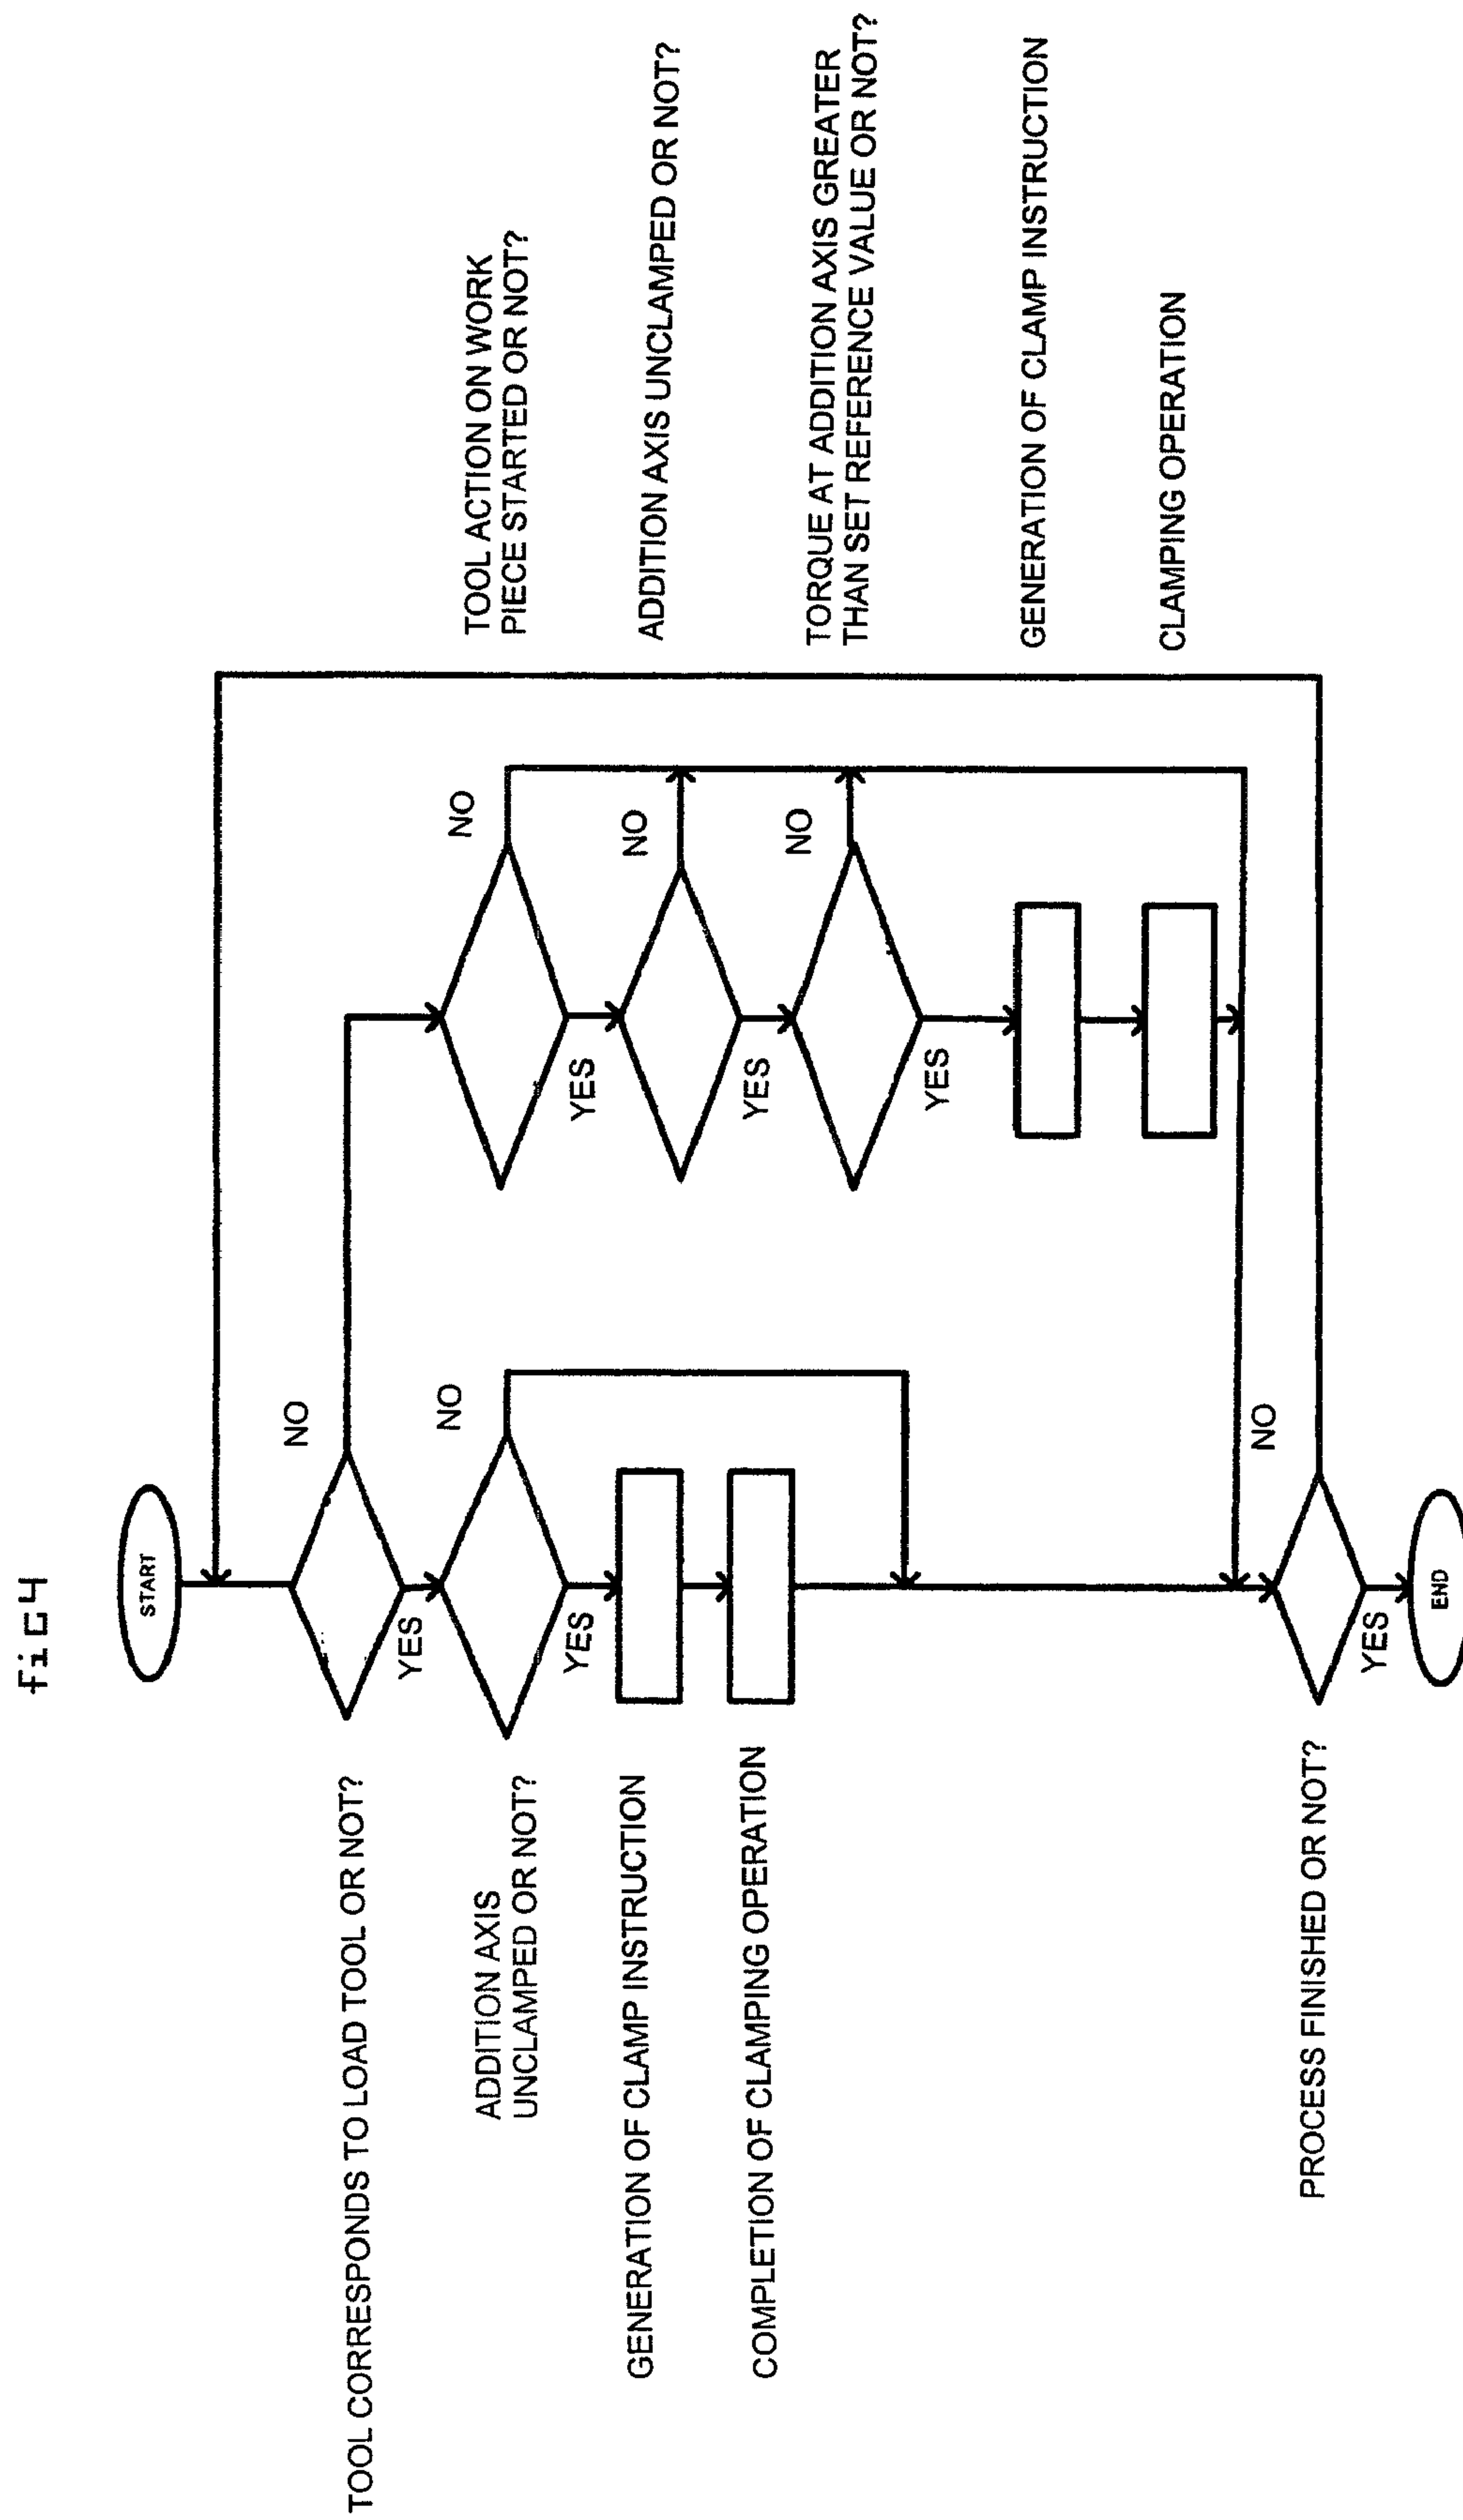 FIG 4
START
TOOL CORRESPONDS TO LOAD TOOL OR NOT?
NO
YES
ADDITION AXIS
UNCLAMPED OR NOT?
NO
YES
GENERATION OF CLAMP INSTRUCTION
COMPLETION OF CLAMPING OPERATION
TOOL ACTION ON WORK
PIECE STARTED OR NOT?
NO
YES
ADDITION AXIS UNCLAMPED OR NOT?
NO
YES
TORQUE AT ADDITION AXIS GREATER
THAN SET REFERENCE VALUE OR NOT?
NO
YES
GENERATION OF CLAMP INSTRUCTION
CLAMPING OPERATION
PROCESS FINISHED OR NOT?
NO
YES
END